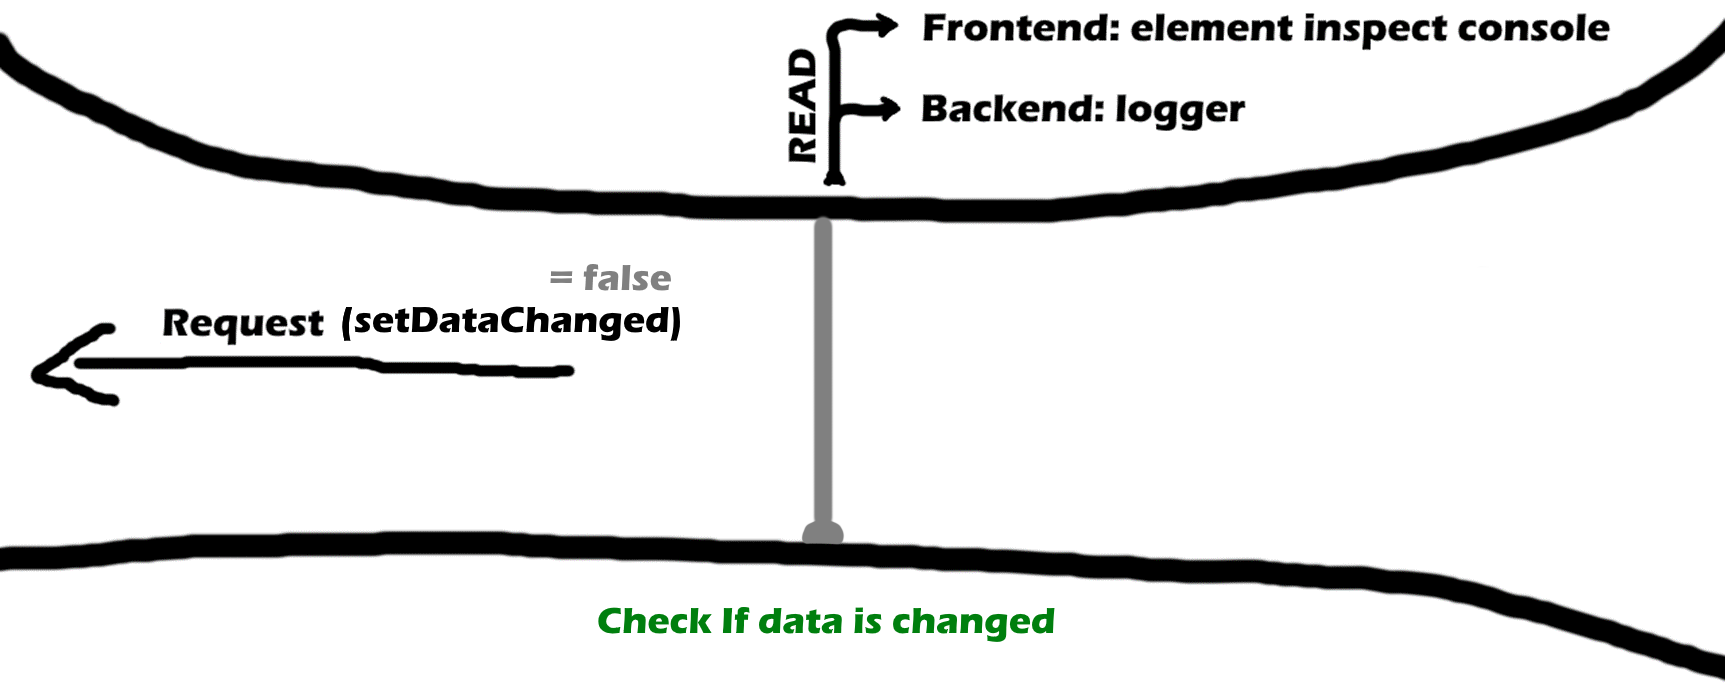 READ
Frontend: element inspect console
Backend: logger
= false
Request (setDataChanged)
Check If data is changed